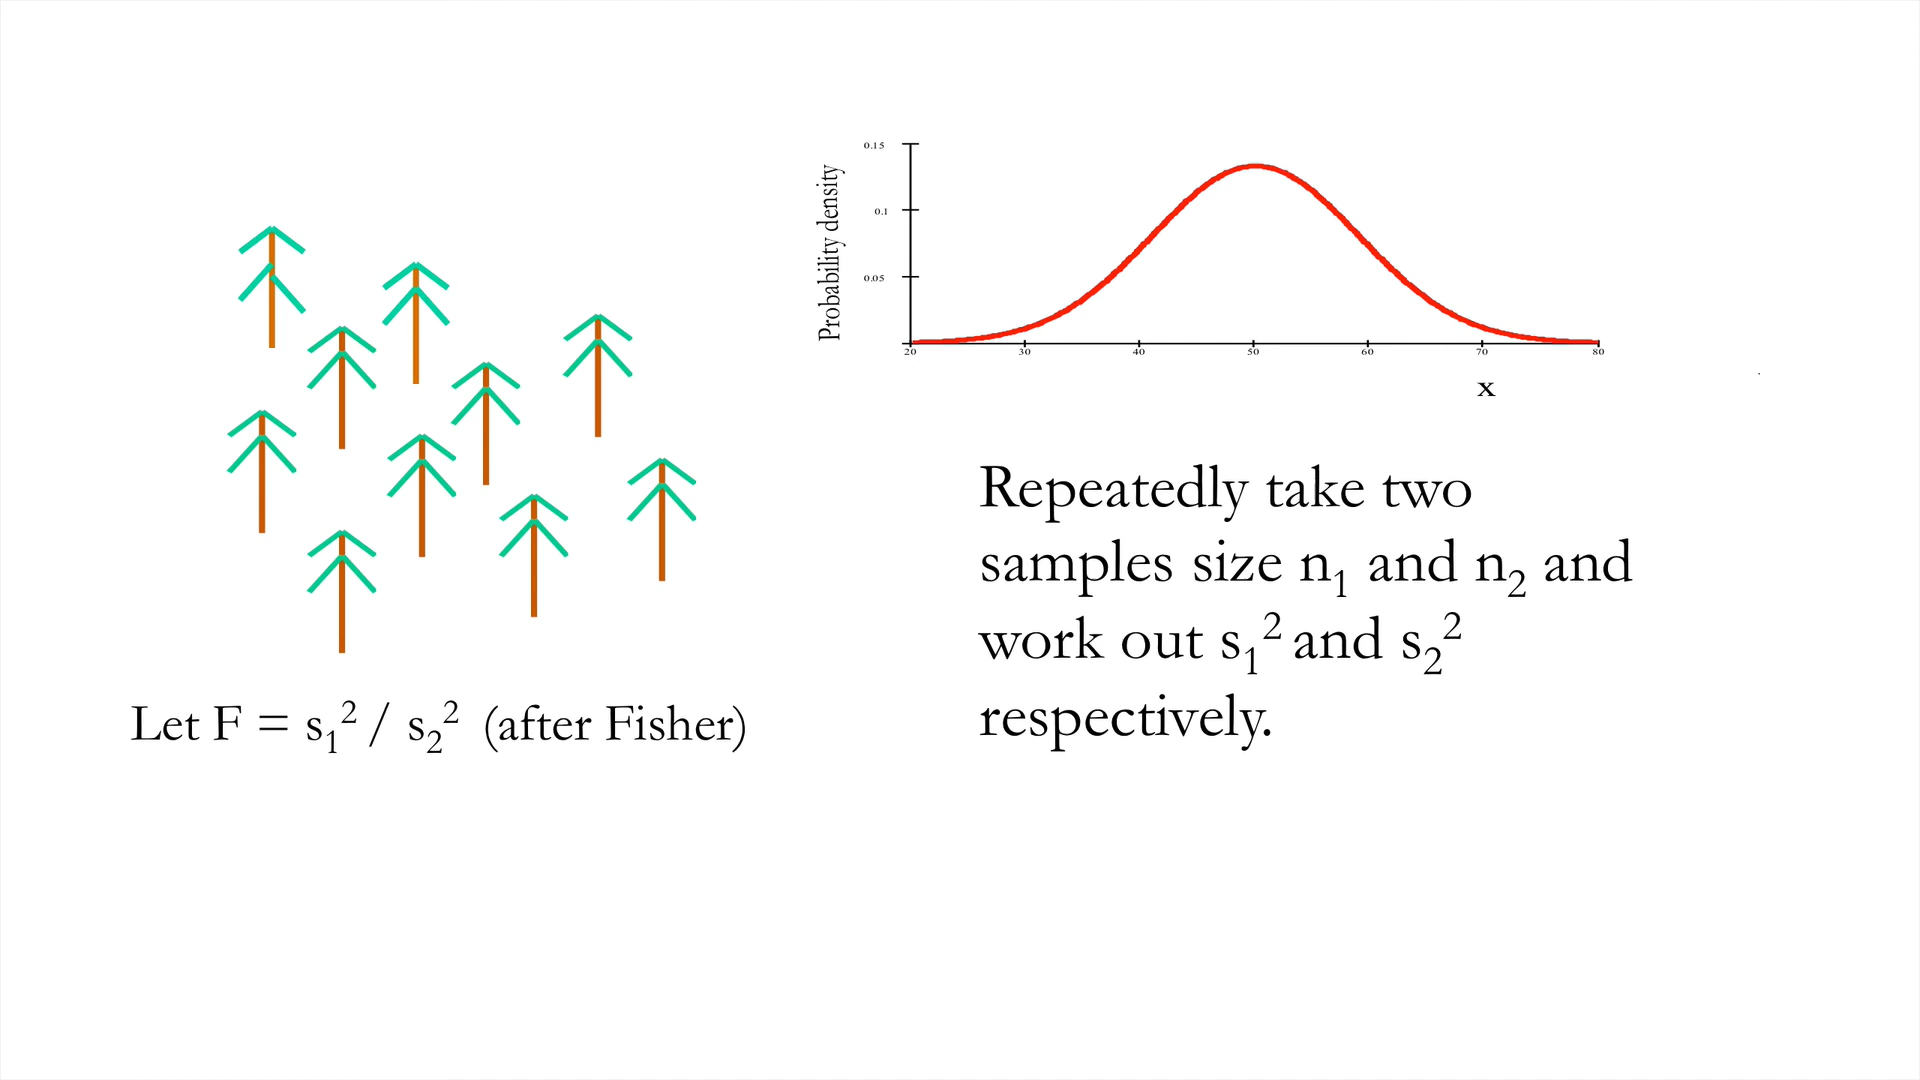 Probability density
0.15
0.1
0.05
20 30 40 50 60 70 80
x
Let F = s₁² / s₂² (after Fisher)
Repeatedly take two
samples size n₁ and n₂ and
work out s₁² and s₂²
respectively.